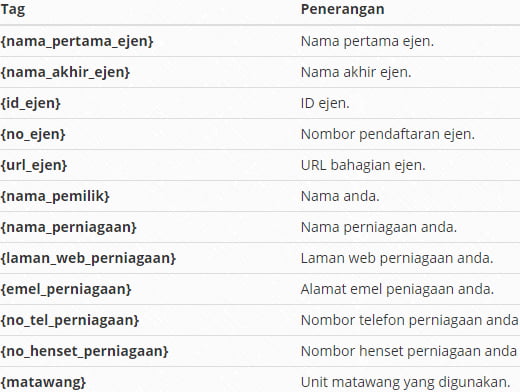 Tag Penerangan
{nama_pertama_ejen} Nama pertama ejen.
{nama_akhir_ejen} Nama akhir ejen.
{id_ejen} ID ejen.
{no_ejen} Nombor pendaftaran ejen.
{url_ejen} URL bahagian ejen.
{nama_pemilik} Nama anda.
{nama_perniagaan} Nama perniagaan anda.
{laman_web_perniagaan} Laman web perniagaan anda.
{emel_perniagaan} Alamat emel peniagaan anda.
{no_tel_perniagaan} Nombor telefon perniagaan anda
{no_henset_perniagaan} Nombor henset perniagaan anda
{matawang} Unit matawang yang digunakan.